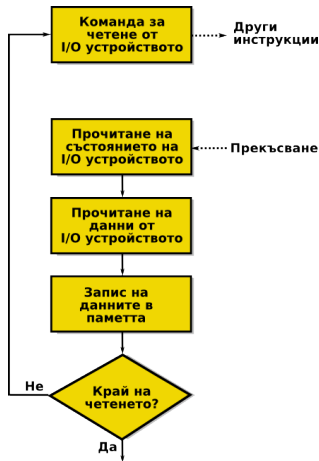 Команда за
четене от
I/O устройството
Други
инструкции
Прочитане на
състоянието на
I/O устройството
Прекъсване
Прочитане на
данни от
I/O устройството
Запис на
данните в
паметта
Край на
четенето?
Не
Да